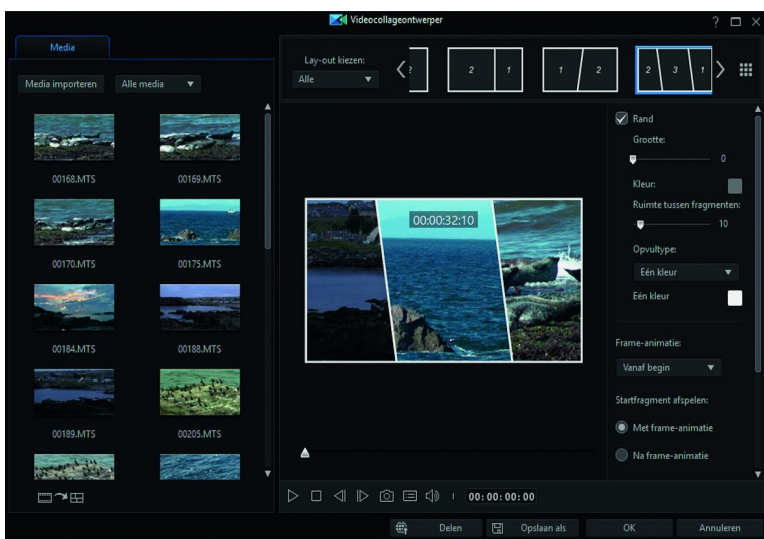 Videocollageontwerper
?
Media
Media importeren
Alle media
00168.MTS
00169.MTS
00170.MTS
00175.MTS
00184.MTS
00188.MTS
00189.MTS
00205.MTS
Lay-out kiezen:
Alle
2
2 1
1 2
2 3 1
00:00:32:10
Rand
Grootte:
0
Kleur:
Ruimte tussen fragmenten:
10
Opvultype:
Eén kleur
Eén kleur
Frame-animatie:
Vanaf begin
Startfragment afspelen:
Met frame-animatie
Na frame-animatie
00:00:00:00
Delen
Opslaan als
OK
Annuleren